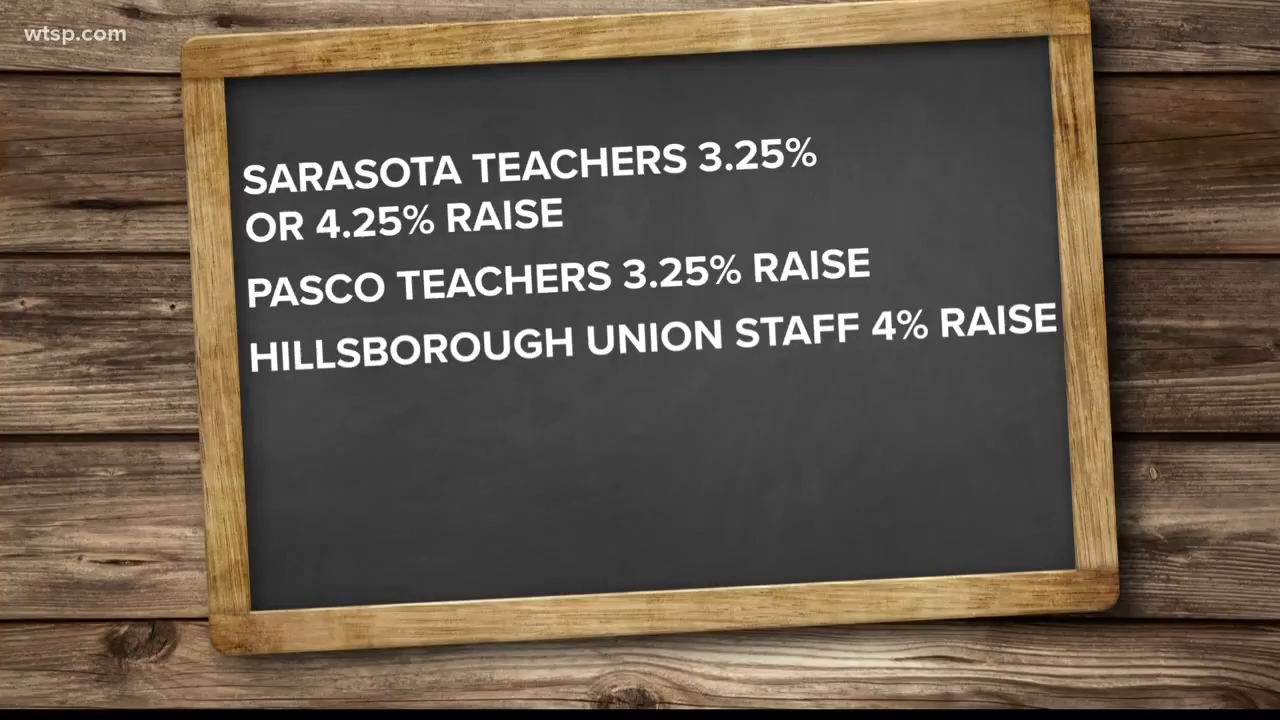 wtsp.com
SARASOTA TEACHERS 3.25%
OR 4.25% RAISE
PASCO TEACHERS 3.25% RAISE
HILLSBOROUGH UNION STAFF 4% RAISE